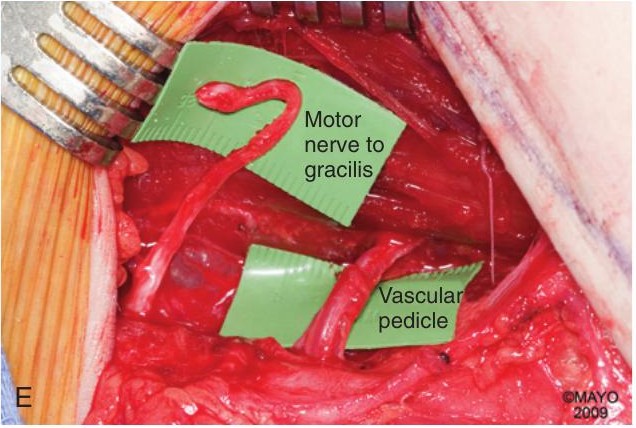 Motor
nerve to
gracilis
Vascular
pedicle
E
©MAYO
2009